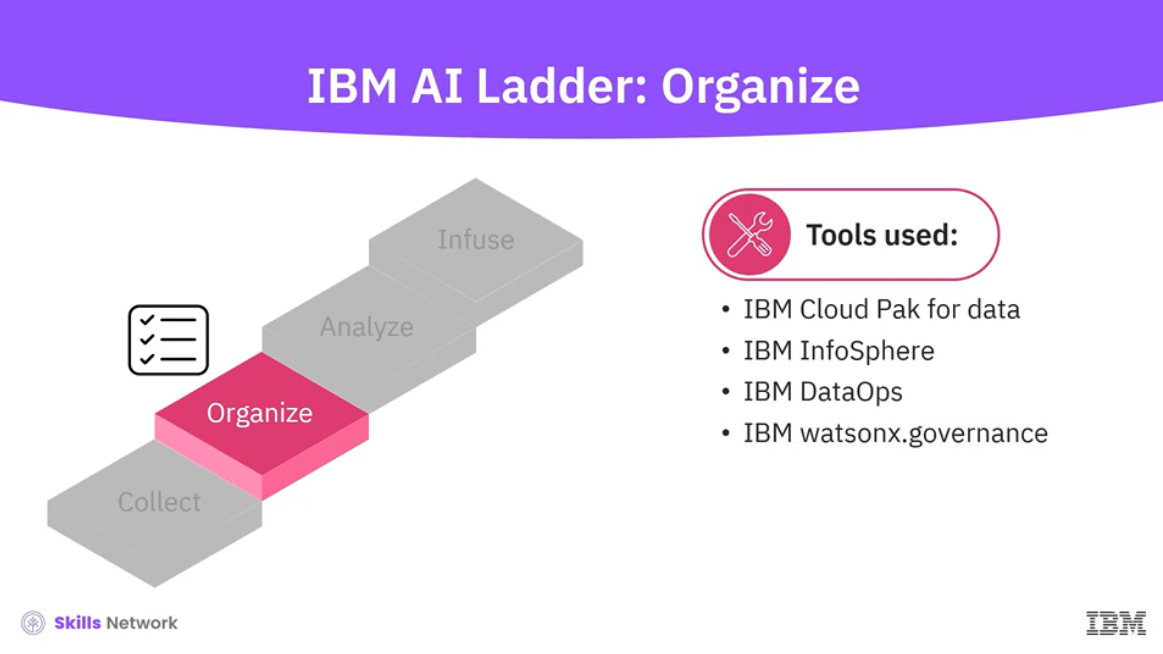 IBM AI Ladder: Organize
Infuse
Analyze
Organize
Collect
Tools used:
• IBM Cloud Pak for data
• IBM InfoSphere
• IBM DataOps
• IBM watsonx.governance
Skills Network
IBM